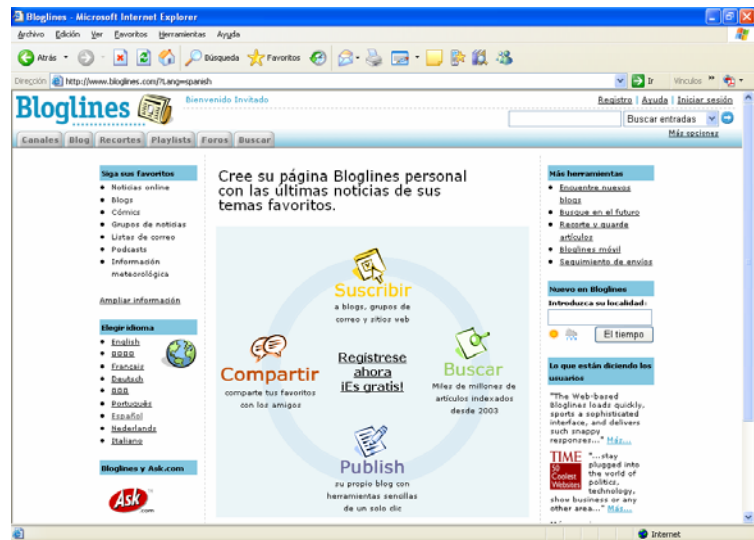 Bloglines - Microsoft Internet Explorer
Archivo Edición Ver Favoritos Herramientas Ayuda
Atrás Búsqueda Favoritos
Dirección http://www.bloglines.com/?Lang=spanish Ir Vínculos »
Bloglines
Bienvenido Invitado
Registro | Ayuda | Iniciar sesión
Buscar entradas
Más opciones
Canales Blog Recortes Playlists Foros Buscar
Siga sus favoritos
• Noticias online
• Blogs
• Cómics
• Grupos de noticias
• Listas de correo
• Podcasts
• Información
meteorológica
Ampliar información
Elegir idioma
• English
• Français
• Deutsch
• Português
• Español
• Nederlands
• Italiano
Bloglines y Ask.com
Ask
.com
Cree su página Bloglines personal
con las últimas noticias de sus
temas favoritos.
Suscribir
a blogs, grupos de
correo y sitios web
Compartir
comparte tus favoritos
con los amigos
Regístrese
ahora
¡Es gratis!
Buscar
Miles de millones de
artículos indexados
desde 2003
Publish
su propio blog con
herramientas sencillas
de un solo clic
Más herramientas
• Encuentre nuevos
blogs
• Busque en el futuro
• Recorte y guarde
artículos
• Bloglines móvil
• Seguimiento de envíos
Nuevo en Bloglines
Introduzca su localidad:
El tiempo
Lo que están diciendo los
usuarios
"The Web-based
Bloglines loads quickly,
sports a sophisticated
interface, and delivers
such snappy
responses..." Más...
TIME
50
Coolest
Websites
"...stay
plugged into
the world of
politics,
technology,
show business or any
other area..." Más...
Internet